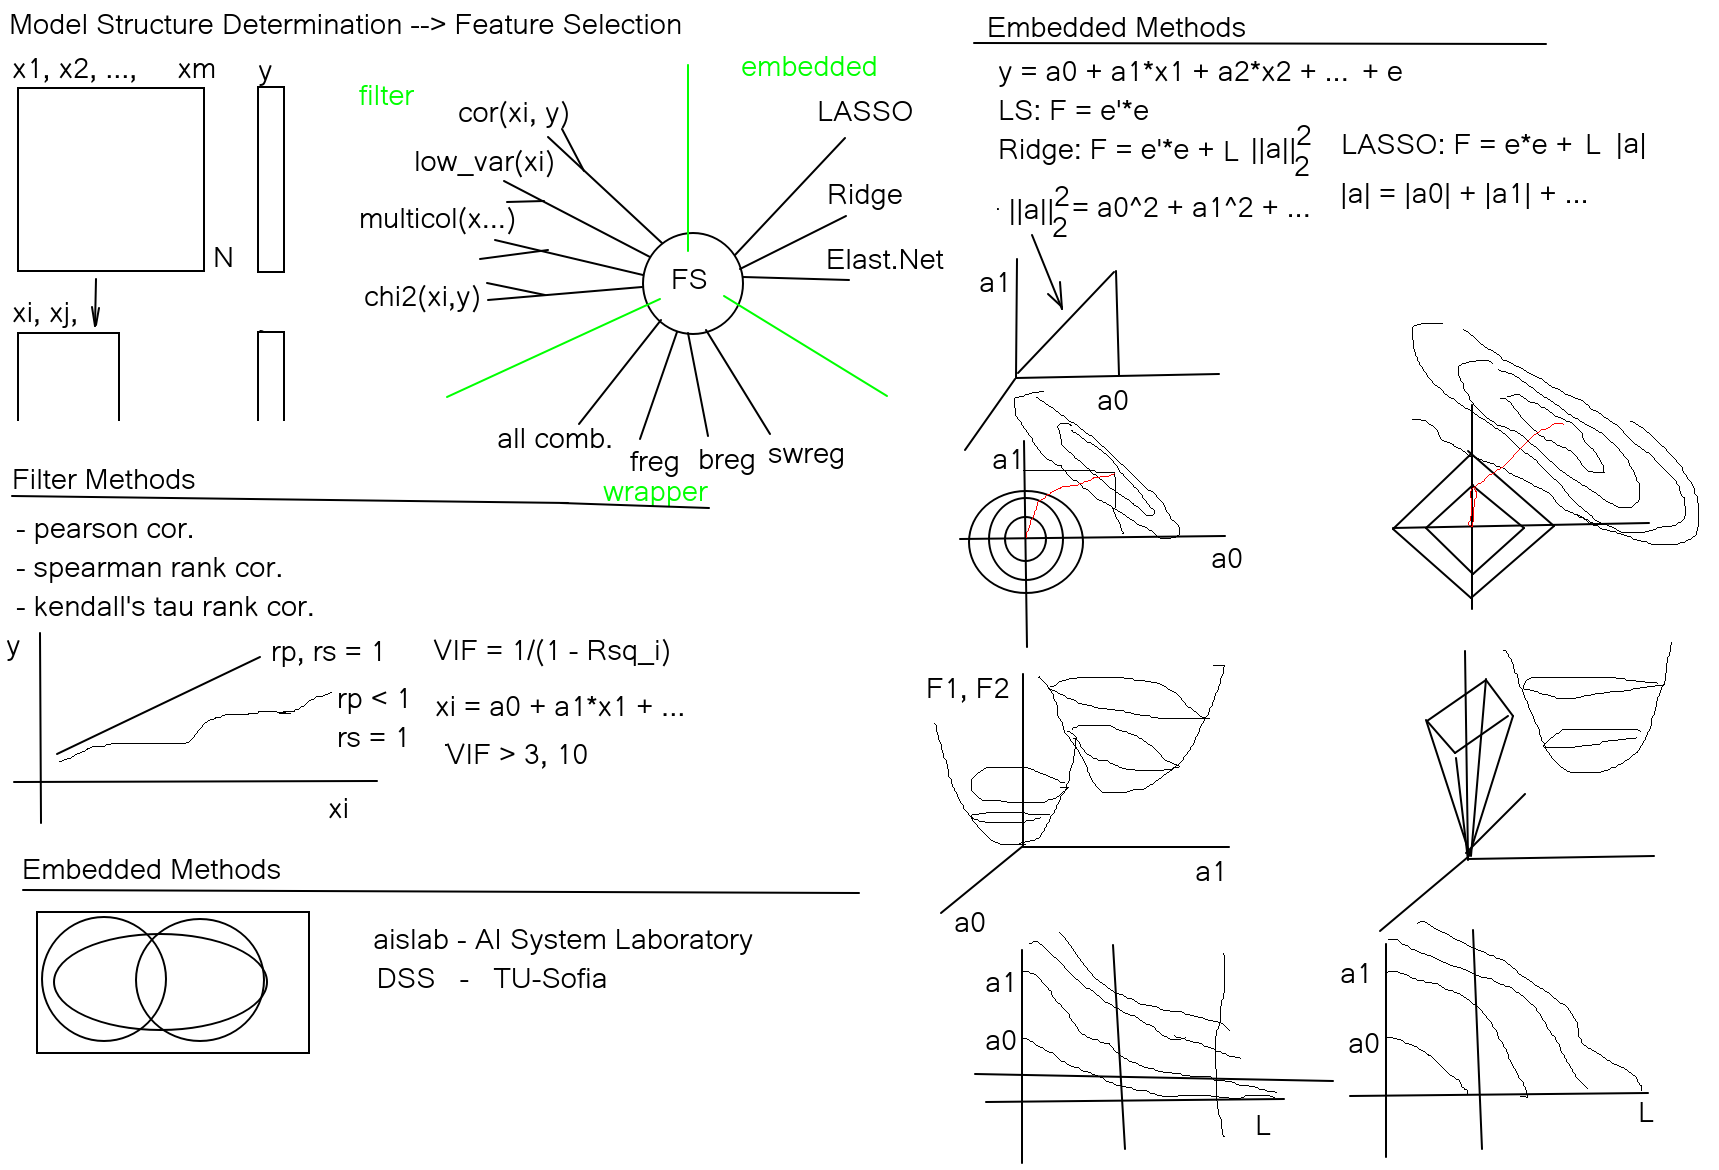 Model Structure Determination --> Feature Selection
x1, x2, ..., xm
y
N
xi, xj,
filter
embedded
cor(xi, y)
low_var(xi)
multicol(x...)
chi2(xi,y)
FS
LASSO
Ridge
Elast.Net
all comb.
freg
breg
swreg
wrapper
Filter Methods
- pearson cor.
- spearman rank cor.
- kendall's tau rank cor.
y
rp, rs = 1
rp < 1
rs = 1
xi
VIF = 1/(1 - Rsq_i)
xi = a0 + a1*x1 + ...
VIF > 3, 10
Embedded Methods
aislab - AI System Laboratory
DSS - TU-Sofia
Embedded Methods
y = a0 + a1*x1 + a2*x2 + ... + e
LS: F = e'*e
Ridge: F = e'*e + L ||a||2 2
LASSO: F = e*e + L |a|
||a||2 2 = a0^2 + a1^2 + ...
|a| = |a0| + |a1| + ...
a1
a0
a1
a0
F1, F2
a1
a0
a1
a0
L
a1
a0
L